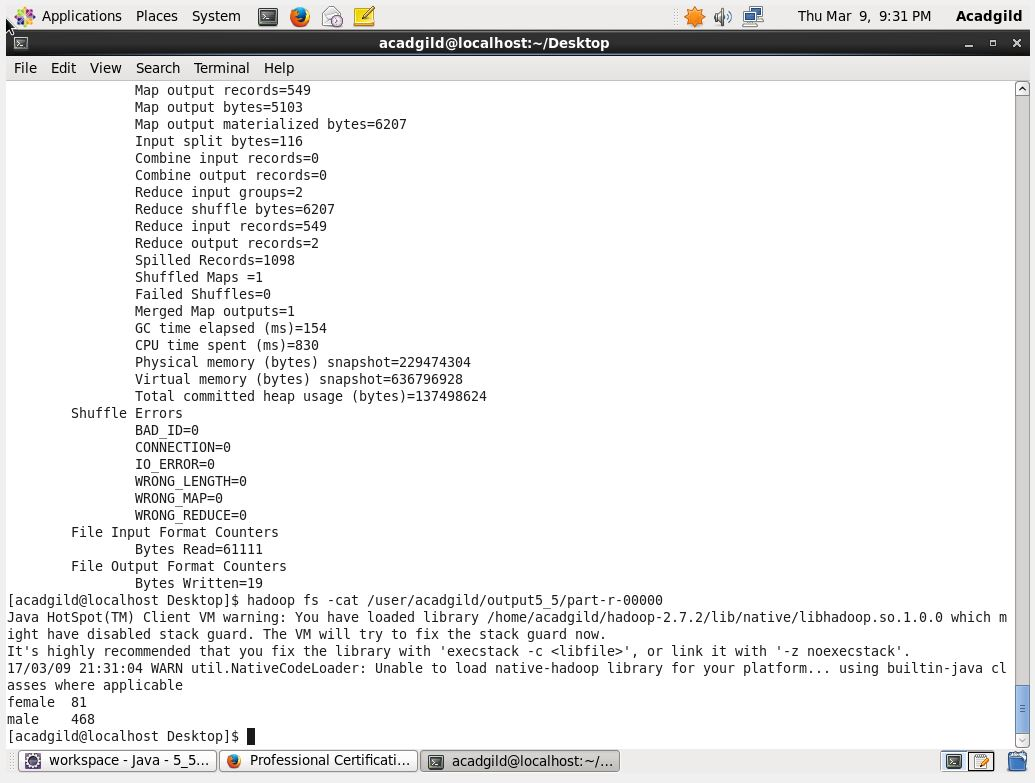 Applications Places System Thu Mar 9, 9:31 PM Acadgild
acadgild@localhost:~/Desktop
File Edit View Search Terminal Help
Map output records=549
Map output bytes=5103
Map output materialized bytes=6207
Input split bytes=116
Combine input records=0
Combine output records=0
Reduce input groups=2
Reduce shuffle bytes=6207
Reduce input records=549
Reduce output records=2
Spilled Records=1098
Shuffled Maps =1
Failed Shuffles=0
Merged Map outputs=1
GC time elapsed (ms)=154
CPU time spent (ms)=830
Physical memory (bytes) snapshot=229474304
Virtual memory (bytes) snapshot=636796928
Total committed heap usage (bytes)=137498624
Shuffle Errors
BAD_ID=0
CONNECTION=0
IO_ERROR=0
WRONG_LENGTH=0
WRONG_MAP=0
WRONG_REDUCE=0
File Input Format Counters
Bytes Read=61111
File Output Format Counters
Bytes Written=19
[acadgild@localhost Desktop]$ hadoop fs -cat /user/acadgild/output5_5/part-r-00000
Java HotSpot(TM) Client VM warning: You have loaded library /home/acadgild/hadoop-2.7.2/lib/native/libhadoop.so.1.0.0 which m
ight have disabled stack guard. The VM will try to fix the stack guard now.
It's highly recommended that you fix the library with 'execstack -c <libfile>', or link it with '-z noexecstack'.
17/03/09 21:31:04 WARN util.NativeCodeLoader: Unable to load native-hadoop library for your platform... using builtin-java cl
asses where applicable
female 81
male 468
[acadgild@localhost Desktop]$
workspace - Java - 5_5... Professional Certificati... acadgild@localhost:~/...